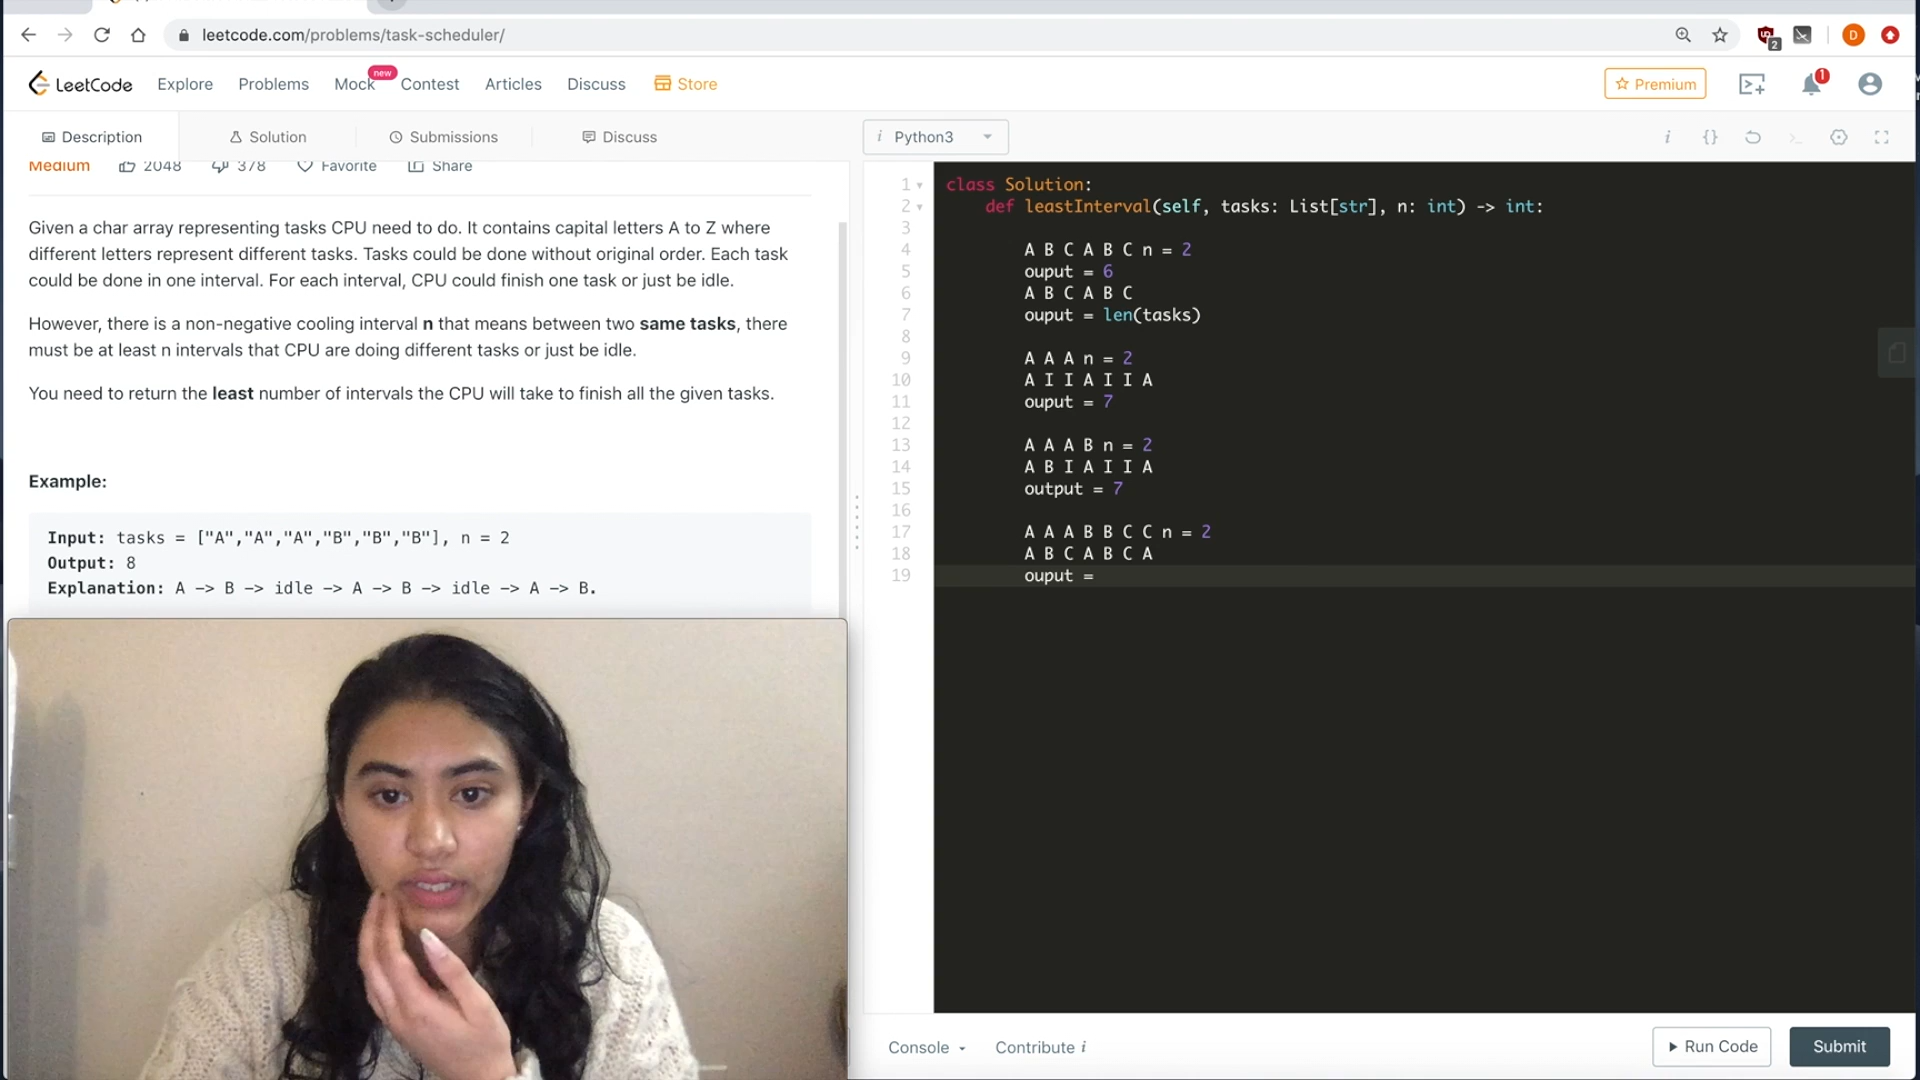 leetcode.com/problems/task-scheduler/
2
D
LeetCode
Explore
Problems
Mock
new
Contest
Articles
Discuss
Store
Premium
1
Description
Solution
Submissions
Discuss
i Python3
i {}
Medium 2048 378 Favorite Share
Given a char array representing tasks CPU need to do. It contains capital letters A to Z where
different letters represent different tasks. Tasks could be done without original order. Each task
could be done in one interval. For each interval, CPU could finish one task or just be idle.
However, there is a non-negative cooling interval n that means between two same tasks, there
must be at least n intervals that CPU are doing different tasks or just be idle.
You need to return the least number of intervals the CPU will take to finish all the given tasks.
Example:
Input: tasks = ["A","A","A","B","B","B"], n = 2
Output: 8
Explanation: A -> B -> idle -> A -> B -> idle -> A -> B.
1 class Solution:
2 def leastInterval(self, tasks: List[str], n: int) -> int:
3
4 A B C A B C n = 2
5 ouput = 6
6 A B C A B C
7 ouput = len(tasks)
8
9 A A A n = 2
10 A I I A I I A
11 ouput = 7
12
13 A A A B n = 2
14 A B I A I I A
15 output = 7
16
17 A A A B B C C n = 2
18 A B C A B C A
19 ouput =
Console
Contribute i
Run Code
Submit